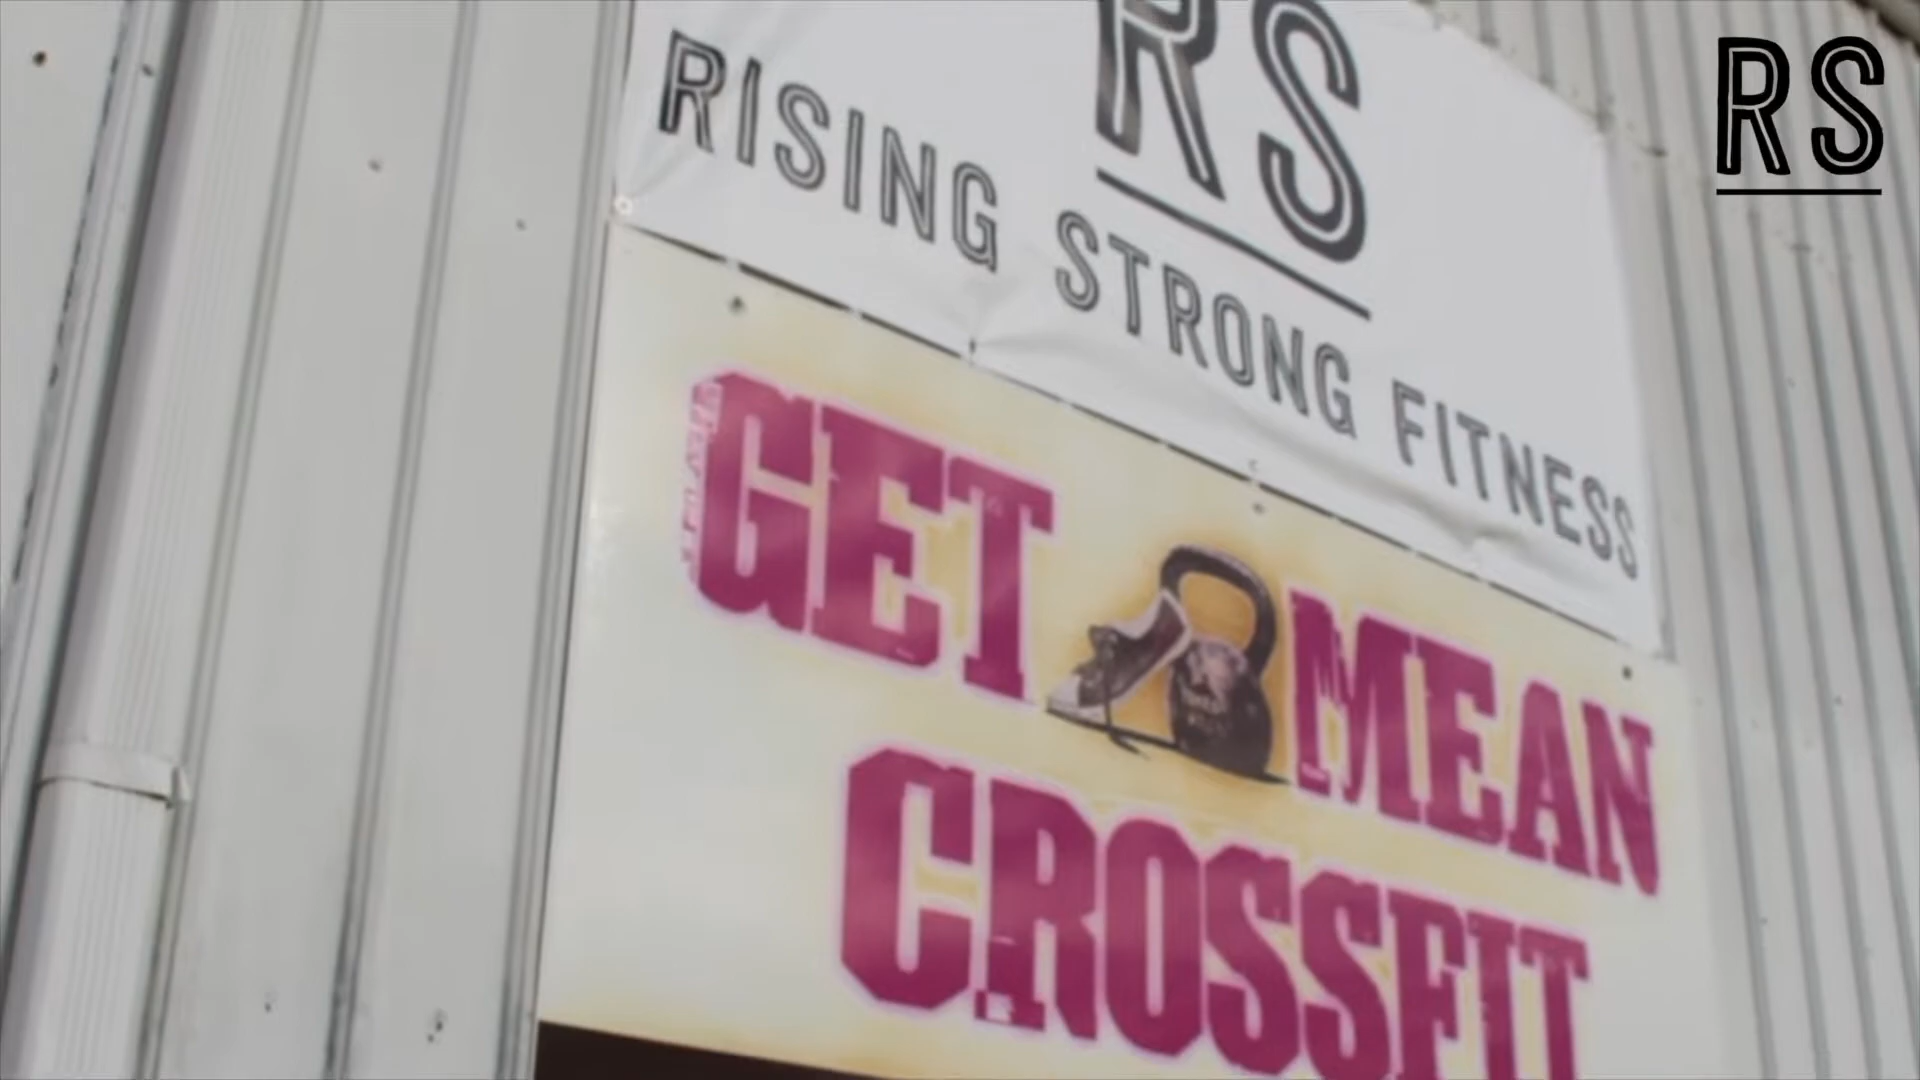 RS
RISING STRONG FITNESS
GET MEAN
CROSSFIT
RS